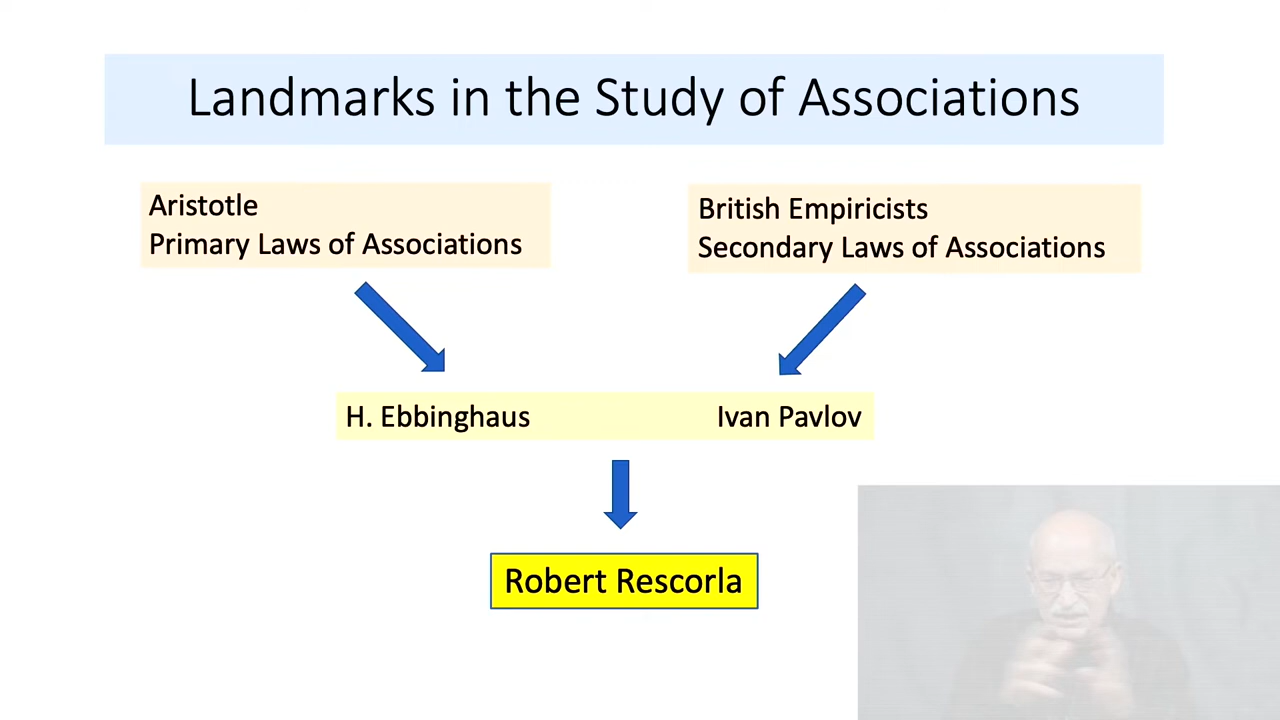 Landmarks in the Study of Associations
Aristotle
Primary Laws of Associations
British Empiricists
Secondary Laws of Associations
H. Ebbinghaus
Ivan Pavlov
Robert Rescorla